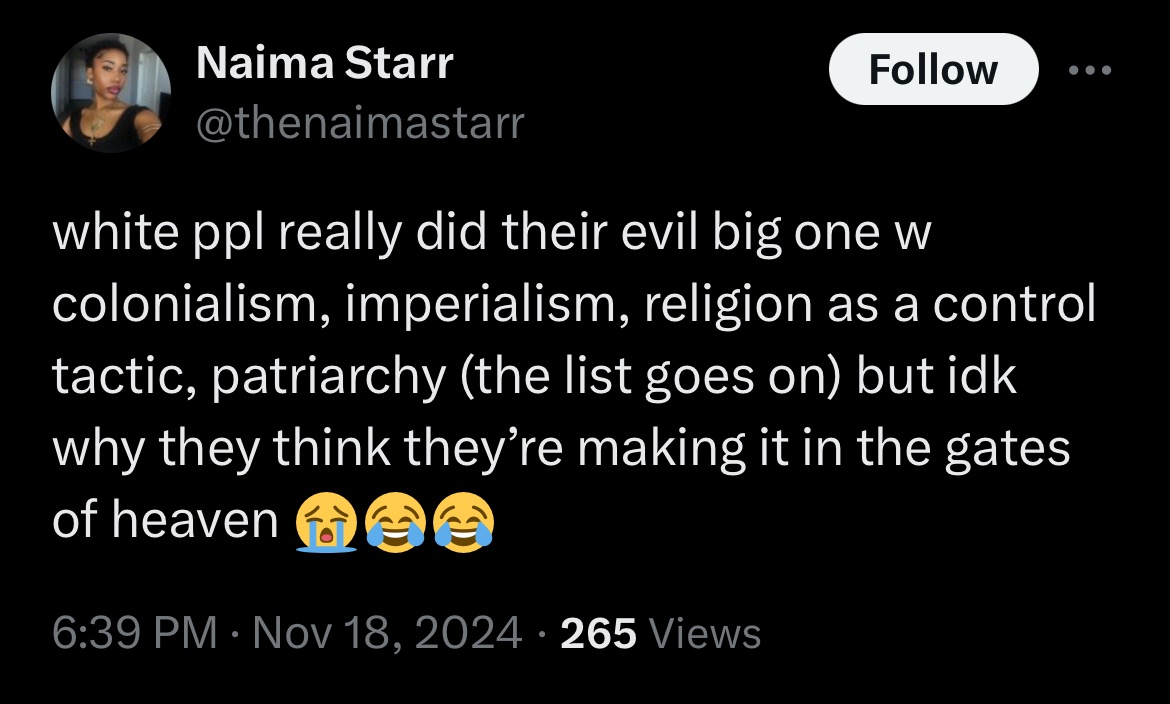 Naima Starr
Follow
@thenaimastarr
white ppl really did their evil big one w
colonialism, imperialism, religion as a control
tactic, patriarchy (the list goes on) but idk
why they think they’re making it in the gates
of heaven 😭😂😂
6:39 PM · Nov 18, 2024 · 265 Views